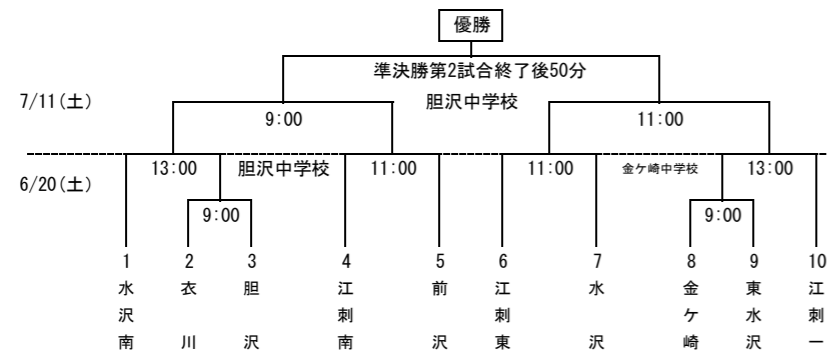 優勝
準決勝第2試合終了後50分
7/11(土)
胆沢中学校
9:00
11:00
13:00
胆沢中学校
11:00
11:00
金ケ崎中学校
13:00
6/20(土)
9:00
9:00
1 2 3 4 5 6 7 8 9 10
水沢南
衣川
胆沢
江刺南
前沢
江刺東
水沢
金ケ崎
東水沢
江刺一